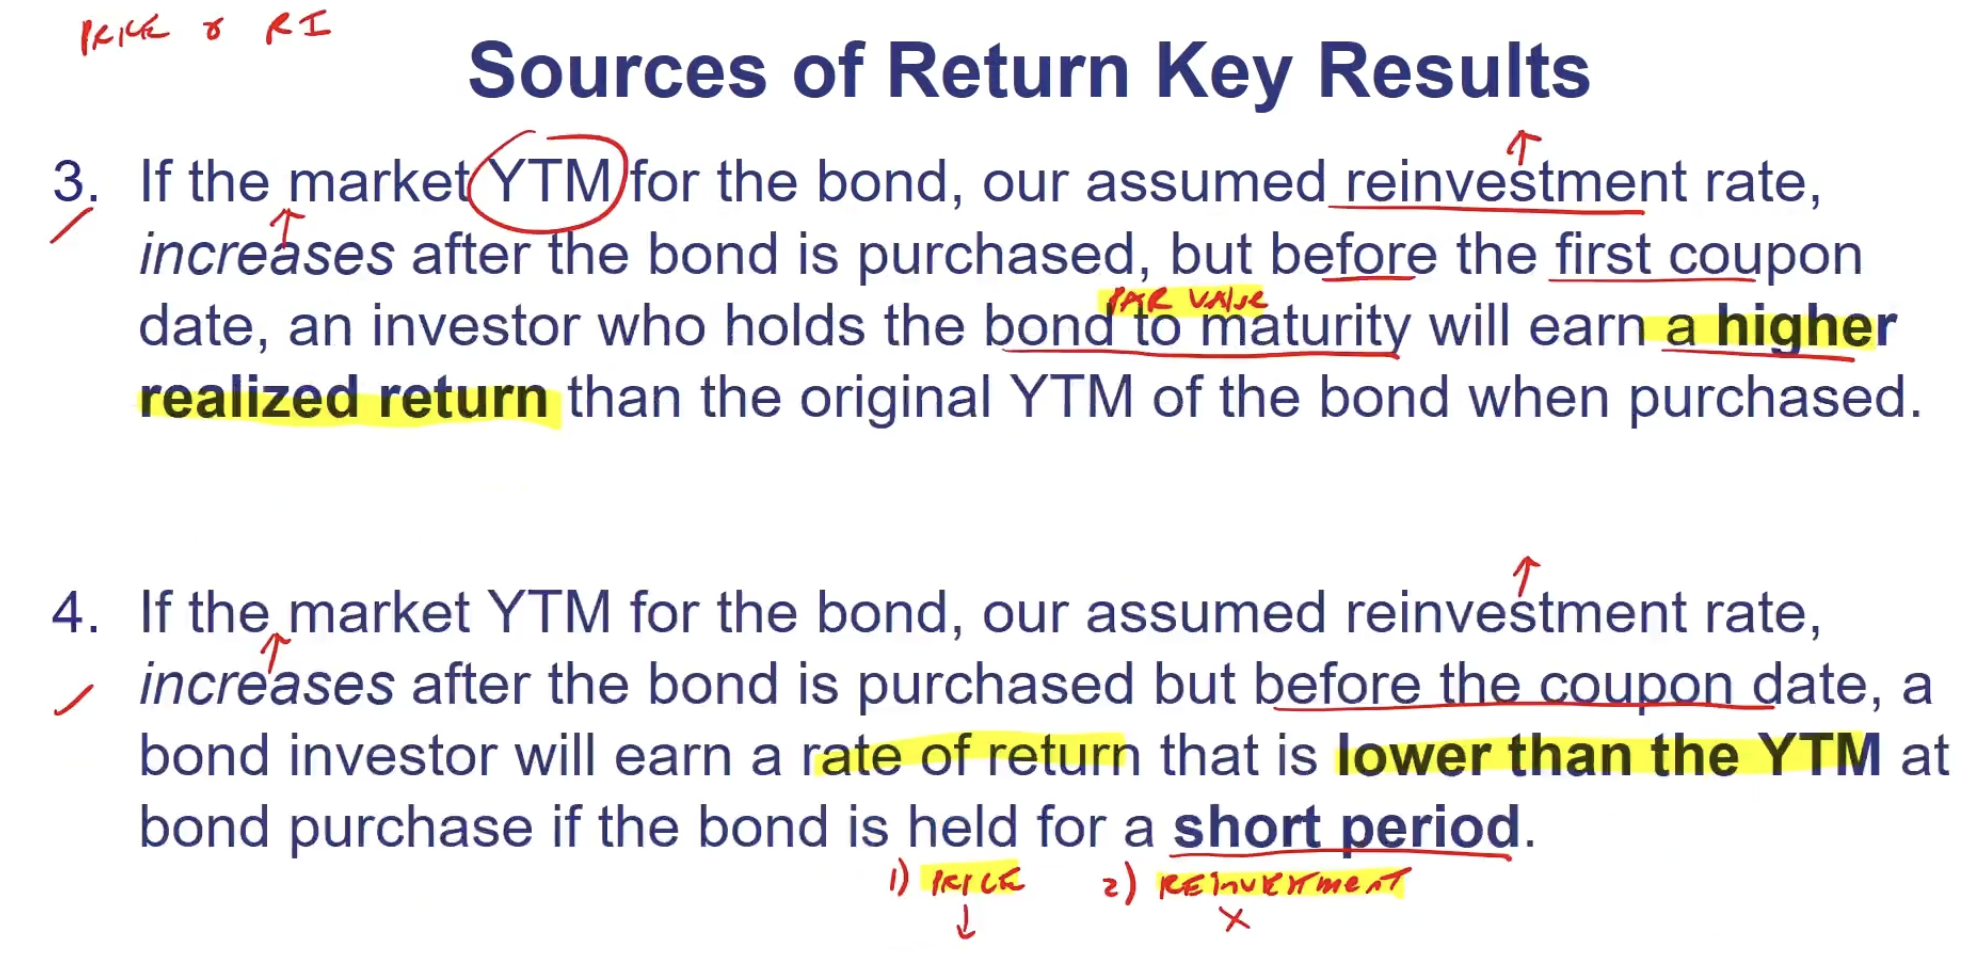 PRICE & RI
Sources of Return Key Results
3. If the market YTM for the bond, our assumed reinvestment rate,
increases after the bond is purchased, but before the first coupon
PAR VALUE
date, an investor who holds the bond to maturity will earn a higher
realized return than the original YTM of the bond when purchased.
4. If the market YTM for the bond, our assumed reinvestment rate,
increases after the bond is purchased but before the coupon date, a
bond investor will earn a rate of return that is lower than the YTM at
bond purchase if the bond is held for a short period.
1) PRICE 2) REINVESTMENT